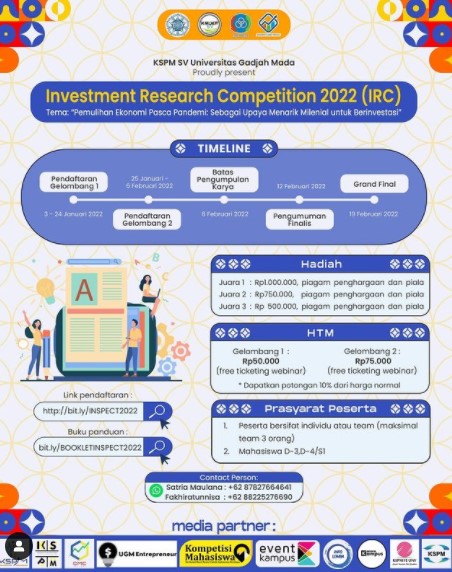 KSPM SV Universitas Gadjah Mada
Proudly present
Investment Research Competition 2022 (IRC)
Tema: "Pemulihan Ekonomi Pasca Pandemi: Sebagai Upaya Menarik Milenial untuk Berinvestasi"
TIMELINE
Pendaftaran
Gelombang 1
3 - 24 Januari 2022
25 Januari -
6 Februari 2023
Pendaftaran
Gelombang 2
Batas
Pengumpulan
Karya
6 Februari 2022
12 Februari 2023
Pengumuman
Finalis
Grand Final
19 Februari 2022
A
Hadiah
Juara 1 : Rp1.000.000, piagam penghargaan dan piala
Juara 2 : Rp750.000, piagam penghargaan dan piala
Juara 3 : Rp 500.000, piagam penghargaan dan piala
HTM
Gelambang 1 :
Rp50.000
(free ticketing webinar)
Gelombang 2 :
Rp75.000
(free ticketing webinar)
* Dapatkan potongan 10% dari harga normal
Link pendaftaran :
http://bit.ly/INSPECT2022
Buku panduan :
bit.ly/BOOKLETINSPECT2022
Prasyarat Peserta
1. Peserta bersifat individu atau team (maksimal
team 3 orang)
2. Mahasiswa D-3,D-4/S1
Contact Person:
Satria Maulana : +62 87827664641
Fakhiratunnisa : +62 88225276690
media partner :
KSPM
UGM Entrepreneur
Kompetisi
Mahasiswa
event
kampus
INFO
LOMBA
Kampus
KSPM